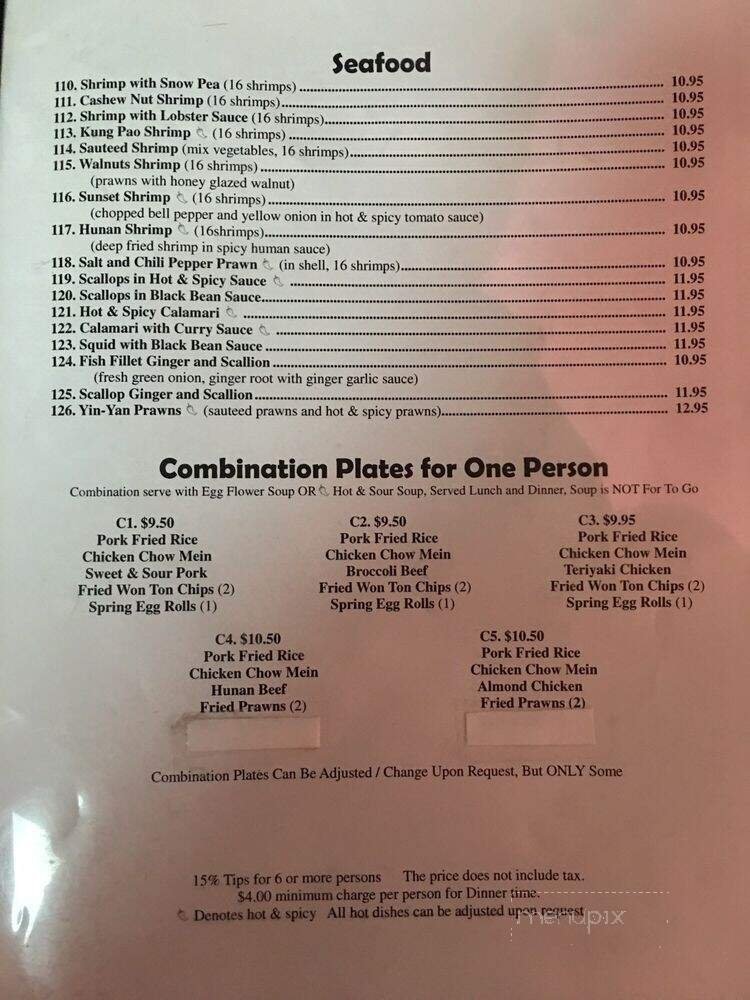 Seafood
110. Shrimp with Snow Pea (16 shrimps) ........ 10.95
111. Cashew Nut Shrimp (16 shrimps)........ 10.95
112. Shrimp with Lobster Sauce (16 shrimps)........ 10.95
113. Kung Pao Shrimp (16 shrimps) ........ 10.95
114. Sauteed Shrimp (mix vegetables, 16 shrimps)........ 10.95
115. Walnuts Shrimp (16 shrimps) ........ 10.95
(prawns with honey glazed walnut)
116. Sunset Shrimp (16 shrimps)........ 10.95
(chopped bell pepper and yellow onion in hot & spicy tomato sauce)
117. Hunan Shrimp (16shrimps)........ 10.95
(deep fried shrimp in spicy human sauce)
118. Salt and Chili Pepper Prawn (in shell, 16 shrimps)........ 10.95
119. Scallops in Hot & Spicy Sauce ........ 11.95
120. Scallops in Black Bean Sauce........ 11.95
121. Hot & Spicy Calamari ........ 11.95
122. Calamari with Curry Sauce ........ 11.95
123. Squid with Black Bean Sauce ........ 11.95
124. Fish Fillet Ginger and Scallion ........ 10.95
(fresh green onion, ginger root with ginger garlic sauce)
125. Scallop Ginger and Scallion........ 11.95
126. Yin-Yan Prawns (sauteed prawns and hot & spicy prawns)........ 12.95
Combination Plates for One Person
Combination serve with Egg Flower Soup OR Hot & Sour Soup, Served Lunch and Dinner, Soup is NOT For To Go
C1. $9.50
Pork Fried Rice
Chicken Chow Mein
Sweet & Sour Pork
Fried Won Ton Chips (2)
Spring Egg Rolls (1)
C2. $9.50
Pork Fried Rice
Chicken Chow Mein
Broccoli Beef
Fried Won Ton Chips (2)
Spring Egg Rolls (1)
C3. $9.95
Pork Fried Rice
Chicken Chow Mein
Teriyaki Chicken
Fried Won Ton Chips (2)
Spring Egg Rolls (1)
C4. $10.50
Pork Fried Rice
Chicken Chow Mein
Hunan Beef
Fried Prawns (2)
C5. $10.50
Pork Fried Rice
Chicken Chow Mein
Almond Chicken
Fried Prawns (2)
Combination Plates Can Be Adjusted / Change Upon Request, But ONLY Some
15% Tips for 6 or more persons The price does not include tax.
$4.00 minimum charge per person for Dinner time.
Denotes hot & spicy All hot dishes can be adjusted upon request
menupix